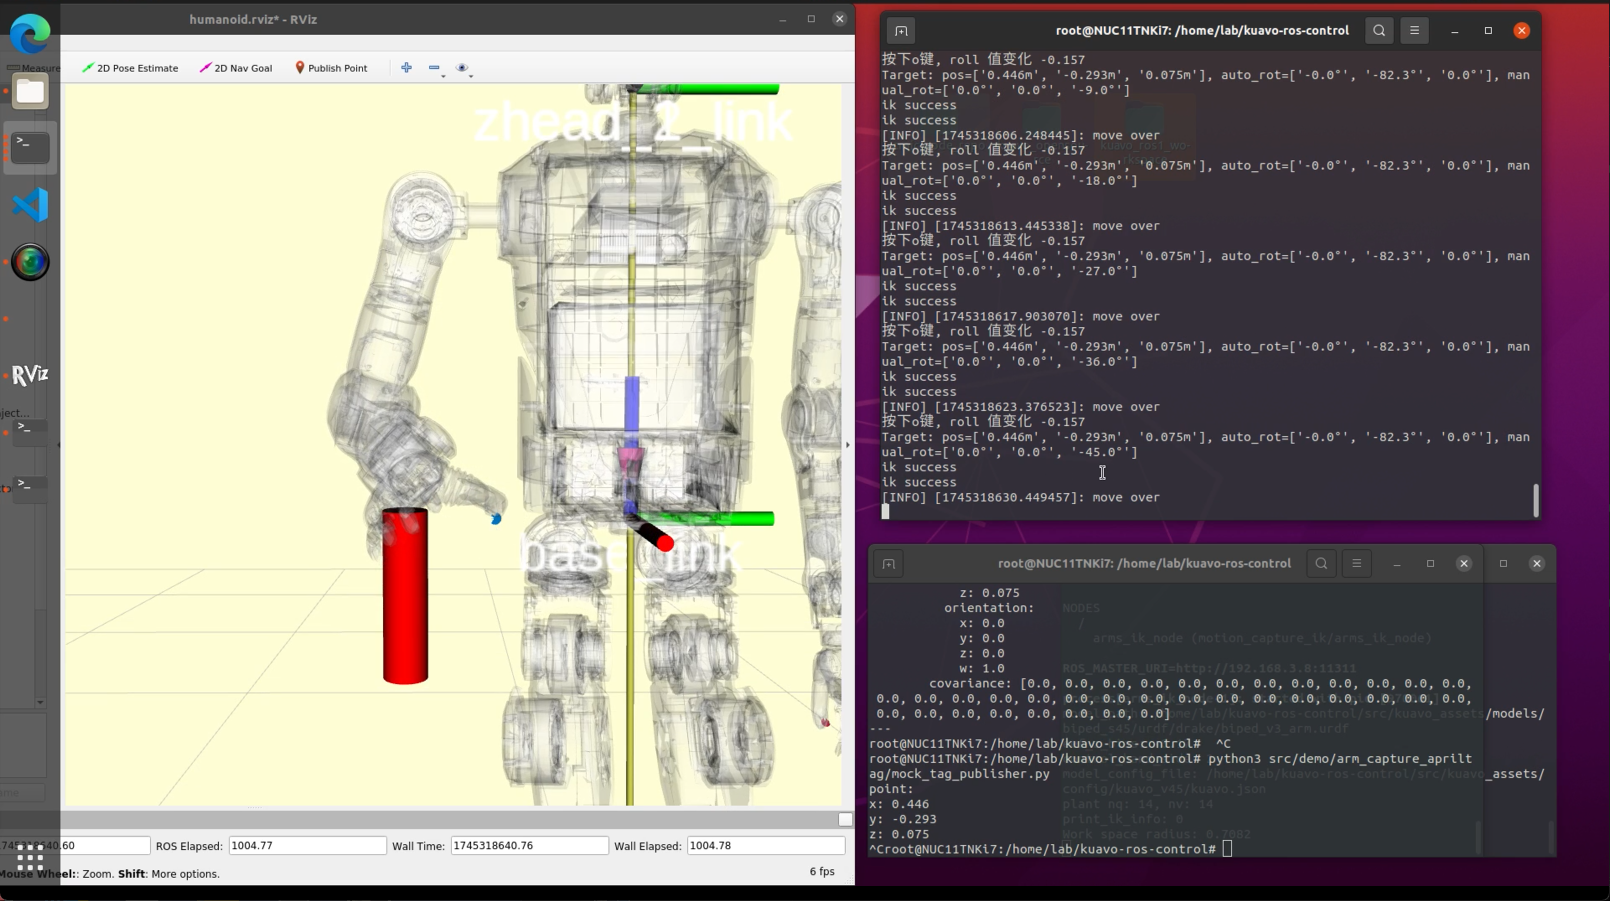 humanoid.rviz* - RViz
Measure
2D Pose Estimate
2D Nav Goal
Publish Point
zhead_2_link
base_link
RViz
ject...
ROS Elapsed:
1004.77
Wall Time:
1745318640.76
Wall Elapsed:
1004.78
Mouse Wheel:: Zoom. Shift: More options.
6 fps
root@NUC11TNKi7: /home/lab/kuavo-ros-control
按下o键, roll 值变化 -0.157
Target: pos=['0.446m', '-0.293m', '0.075m'], auto_rot=['-0.0°', '-82.3°', '0.0°'], man
ual_rot=['0.0°', '0.0°', '-9.0°']
ik success
ik success
[INFO] [1745318606.248445]: move over
按下o键, roll 值变化 -0.157
Target: pos=['0.446m', '-0.293m', '0.075m'], auto_rot=['-0.0°', '-82.3°', '0.0°'], man
ual_rot=['0.0°', '0.0°', '-18.0°']
ik success
ik success
[INFO] [1745318613.445338]: move over
按下o键, roll 值变化 -0.157
Target: pos=['0.446m', '-0.293m', '0.075m'], auto_rot=['-0.0°', '-82.3°', '0.0°'], man
ual_rot=['0.0°', '0.0°', '-27.0°']
ik success
ik success
[INFO] [1745318617.903070]: move over
按下o键, roll 值变化 -0.157
Target: pos=['0.446m', '-0.293m', '0.075m'], auto_rot=['-0.0°', '-82.3°', '0.0°'], man
ual_rot=['0.0°', '0.0°', '-36.0°']
ik success
ik success
[INFO] [1745318623.376523]: move over
按下o键, roll 值变化 -0.157
Target: pos=['0.446m', '-0.293m', '0.075m'], auto_rot=['-0.0°', '-82.3°', '0.0°'], man
ual_rot=['0.0°', '0.0°', '-45.0°']
ik success
ik success
[INFO] [1745318630.449457]: move over
root@NUC11TNKi7: /home/lab/kuavo-ros-control
z: 0.075
orientation:
x: 0.0
y: 0.0
z: 0.0
w: 1.0
covariance: [0.0, 0.0, 0.0, 0.0, 0.0, 0.0, 0.0, 0.0, 0.0, 0.0, 0.0, 0.0,
0.0, 0.0, 0.0, 0.0, 0.0, 0.0, 0.0, 0.0, 0.0, 0.0, 0.0, 0.0, 0.0, 0.0, 0.0, 0.0,
0.0, 0.0, 0.0, 0.0, 0.0, 0.0, 0.0, 0.0]
---
root@NUC11TNKi7:/home/lab/kuavo-ros-control# ^C
root@NUC11TNKi7:/home/lab/kuavo-ros-control# python3 src/demo/arm_capture_aprilt
ag/mock_tag_publisher.py
point:
x: 0.446
y: -0.293
z: 0.075
^Croot@NUC11TNKi7:/home/lab/kuavo-ros-control#
NODES
/
arms_ik_node (motion_capture_ik/arms_ik_node)
ROS_MASTER_URI=http://192.168.3.8:11311
/home/lab/kuavo-ros-control/src/kuavo_assets/models/
biped_s45/urdf/drake/biped_v3_arm.urdf
model_config_file: /home/lab/kuavo-ros-control/src/kuavo_assets/
config/kuavo_v45/kuavo.json
plant nq: 14, nv: 14
print_ik_info: 0
Work space radius: 0.7082